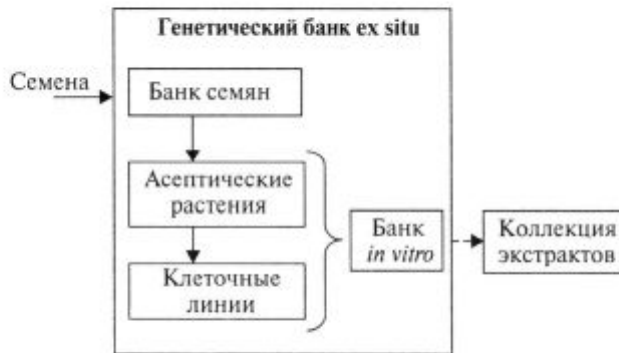 Генетический банк ex situ
Семена
Банк семян
Асептические
растения
Клеточные
линии
Банк
in vitro
Коллекция
экстрактов